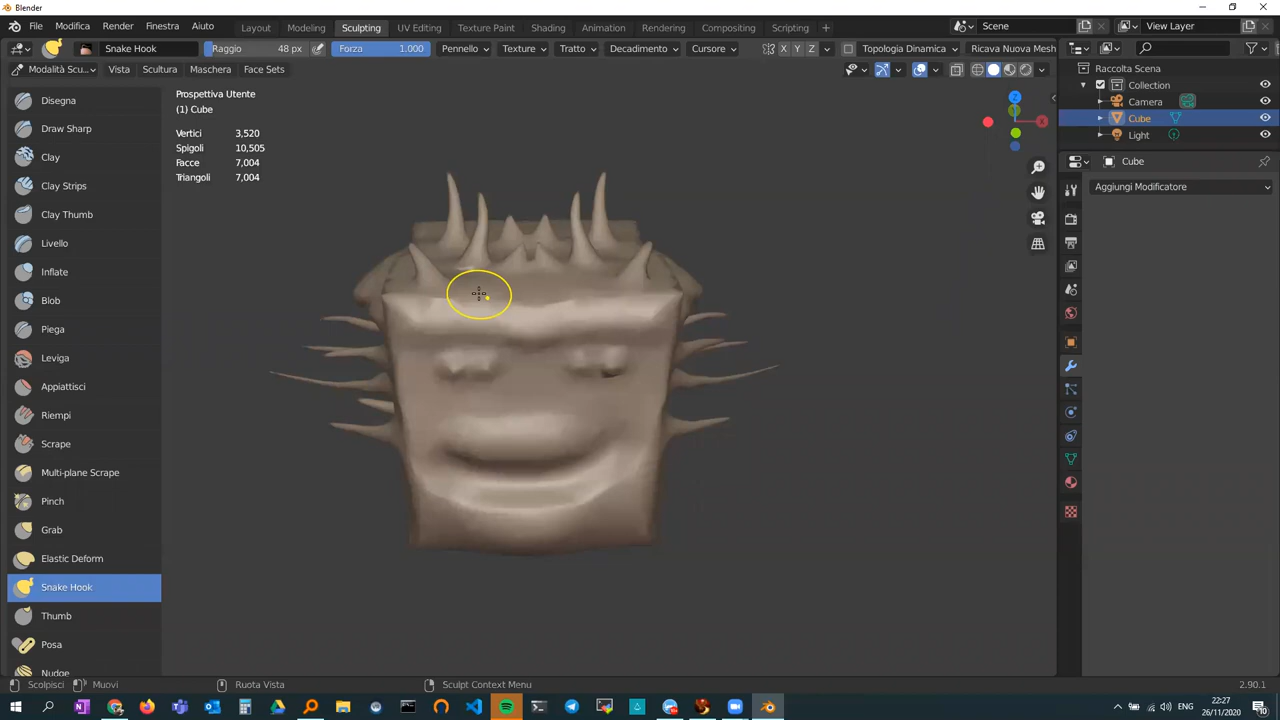 Blender
File Modifica Render Finestra Aiuto Layout Modeling Sculpting UV Editing Texture Paint Shading Animation Rendering Compositing Scripting + Scene View Layer
Snake Hook Raggio 48 px Forza 1.000 Pennello Texture Tratto Decadimento Cursore X Y Z Topologia Dinamica Ricava Nuova Mesh
Modalità Scu... Vista Scultura Maschera Face Sets
Raccolta Scena
Collection
Camera
Cube
Light
Cube
Aggiungi Modificatore
Prospettiva Utente
(1) Cube
Vertici 3,520
Spigoli 10,505
Facce 7,004
Triangoli 7,004
Disegna
Draw Sharp
Clay
Clay Strips
Clay Thumb
Livello
Inflate
Blob
Piega
Leviga
Appiattisci
Riempi
Scrape
Multi-plane Scrape
Pinch
Grab
Elastic Deform
Snake Hook
Thumb
Posa
Nudge
Z
X
Scolpisci Muovi Ruota Vista Sculpt Context Menu 2.90.1
22:27
26/11/2020